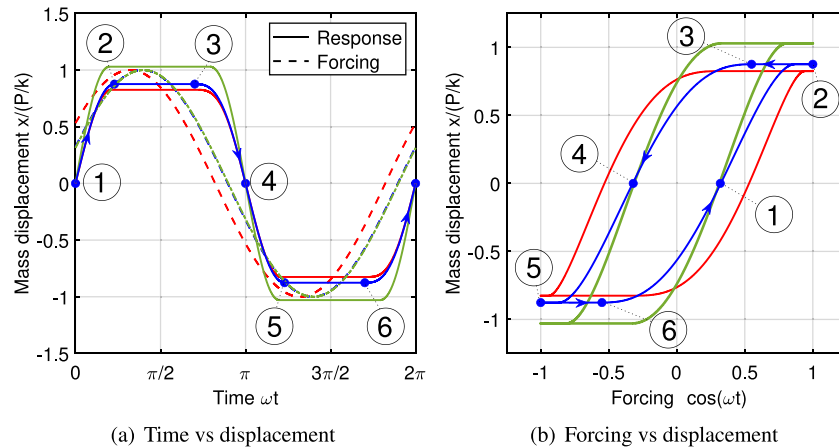 Mass displacement x/(P/k)
1.5
1
0.5
0
-0.5
-1
-1.5
0
π/2
π
3π/2
2π
Time ωt
Response
Forcing
1
2
3
4
5
6
(a) Time vs displacement
Mass displacement x/(P/k)
1
0.5
0
-0.5
-1
-1
-0.5
0
0.5
1
Forcing cos(ωt)
3
2
4
1
5
6
(b) Forcing vs displacement